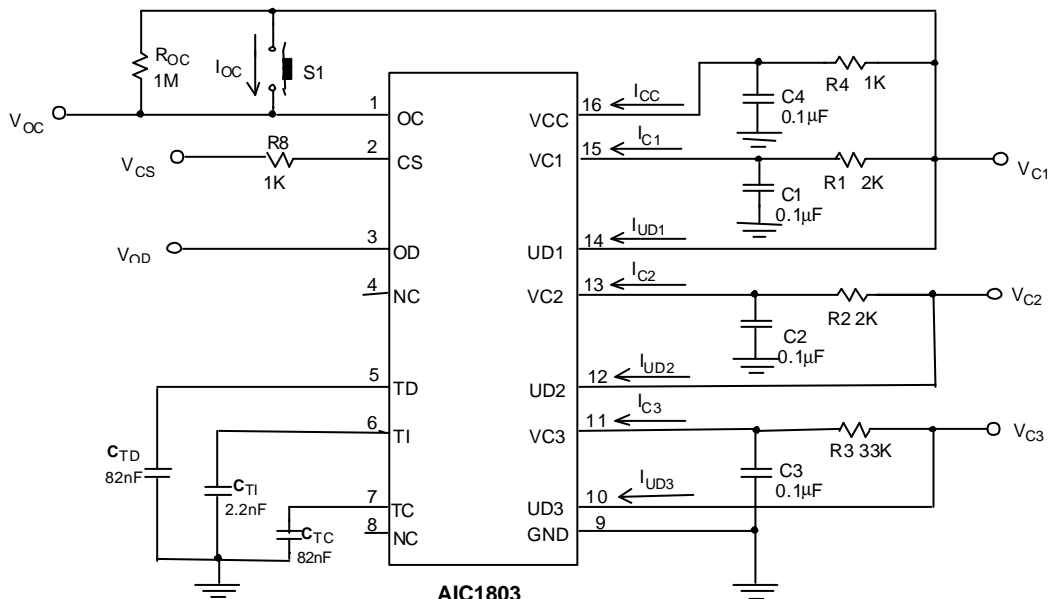 ROC
1M
IOC
S1
VOC
1
OC
16
ICC
VCC
R4 1K
C4
0.1µF
VCS
R8
1K
2
CS
15
IC1
VC1
R1 2K
VC1
C1
0.1µF
VOD
3
OD
14
IUD1
UD1
4
NC
13
IC2
VC2
R2 2K
VC2
C2
0.1µF
5
TD
12
IUD2
UD2
6
TI
11
IC3
VC3
R3 33K
VC3
CTD
82nF
CTI
2.2nF
C3
0.1µF
7
TC
10
IUD3
UD3
8
NC
9
GND
CTC
82nF
AIC1803